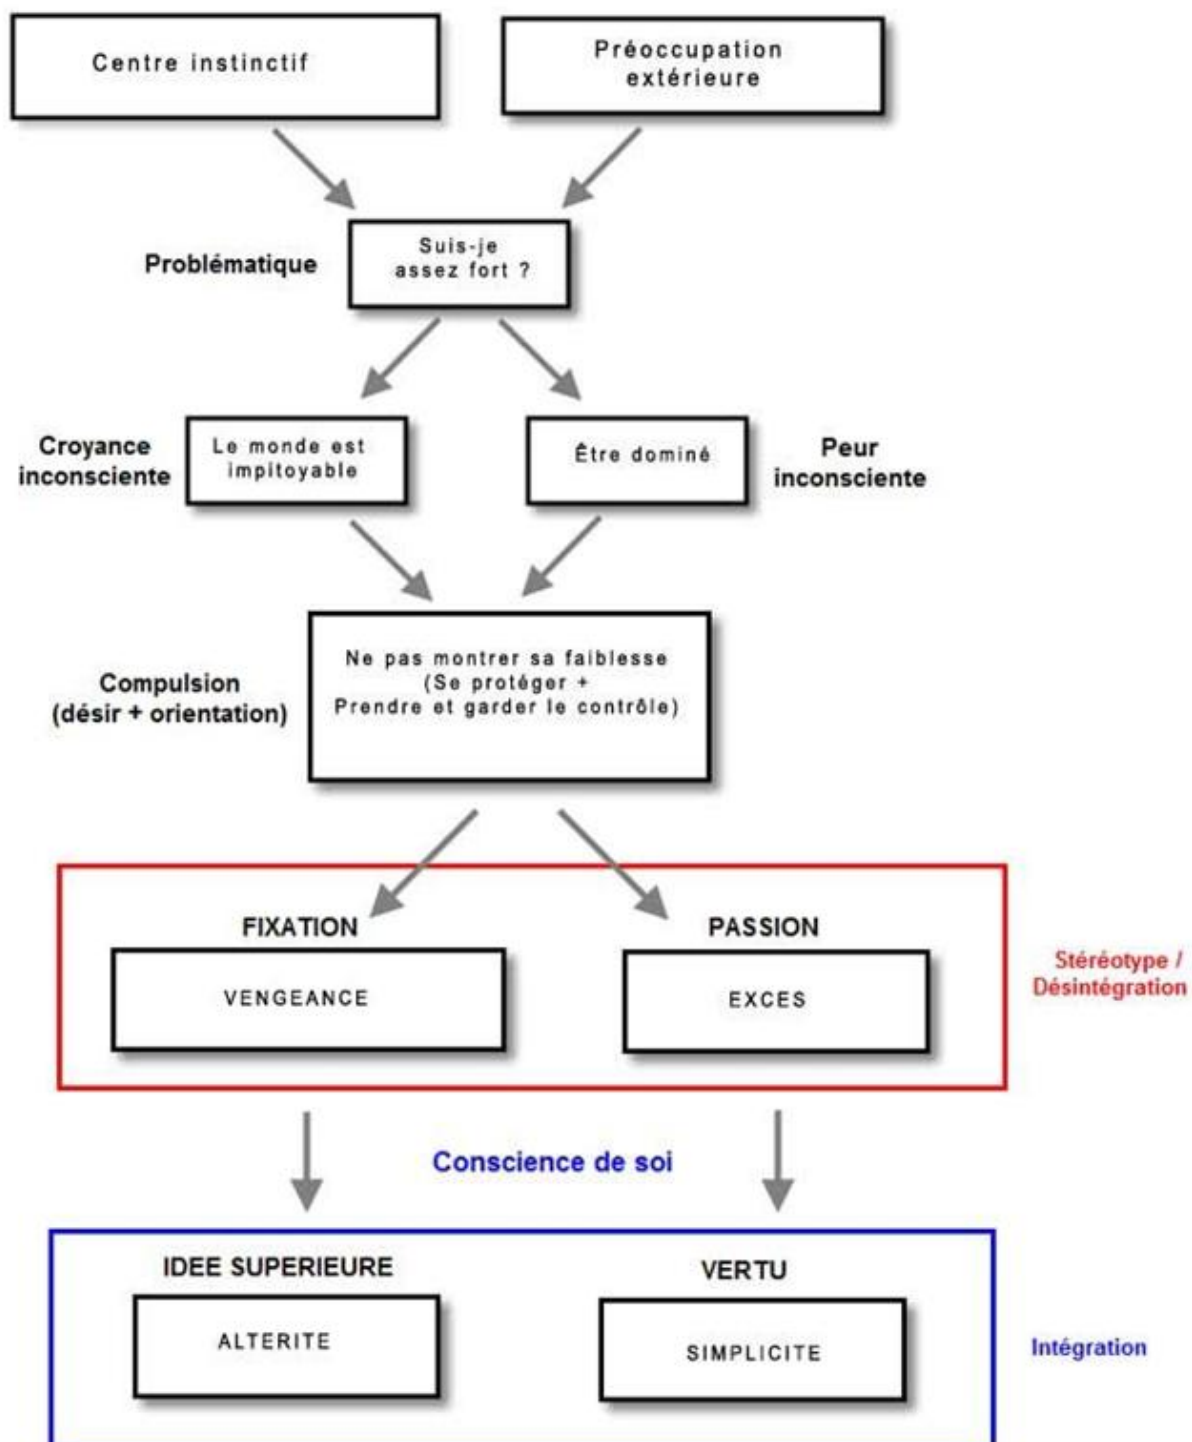 Centre instinctif
Préoccupation
extérieure
Problématique
Suis-je
assez fort ?
Croyance
inconsciente
Le monde est
impitoyable
Être dominé
Peur
inconsciente
Compulsion
(désir + orientation)
Ne pas montrer sa faiblesse
(Se protéger +
Prendre et garder le contrôle)
FIXATION
VENGEANCE
PASSION
EXCES
Stéréotype /
Désintégration
Conscience de soi
IDEE SUPERIEURE
ALTERITE
VERTU
SIMPLICITE
Intégration